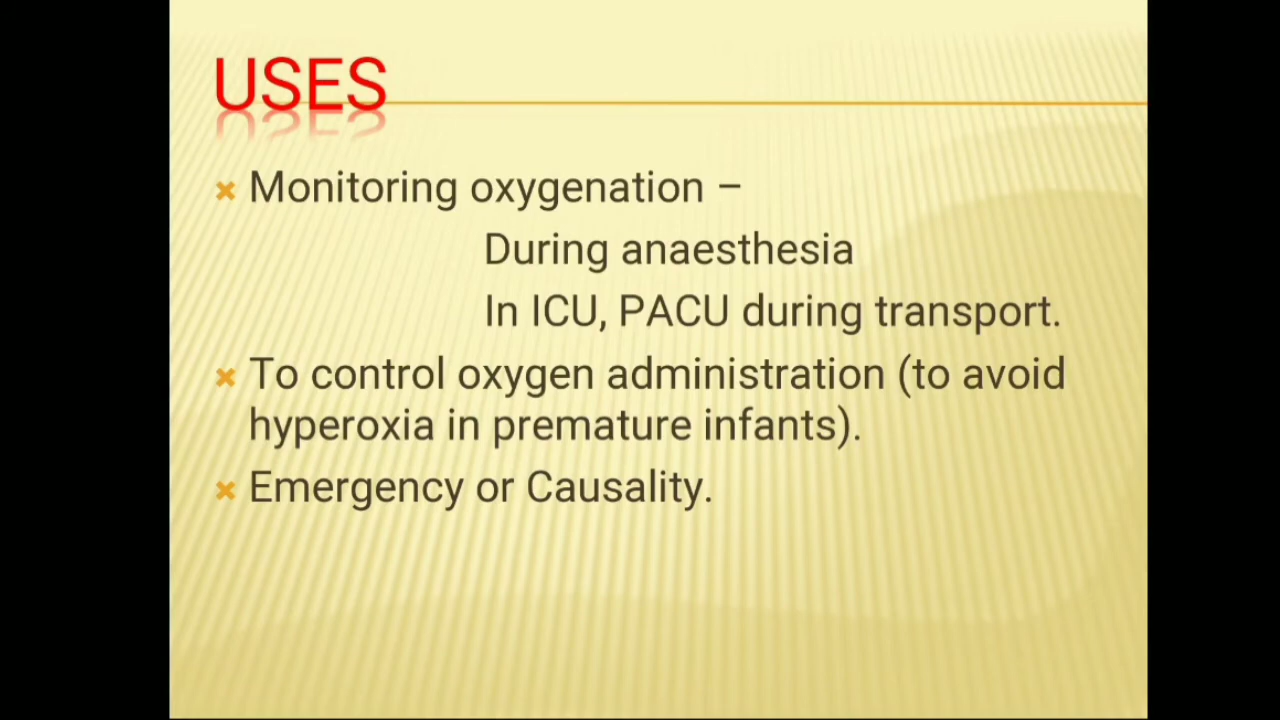 USES
Monitoring oxygenation –
During anaesthesia
In ICU, PACU during transport.
To control oxygen administration (to avoid
hyperoxia in premature infants).
Emergency or Causality.